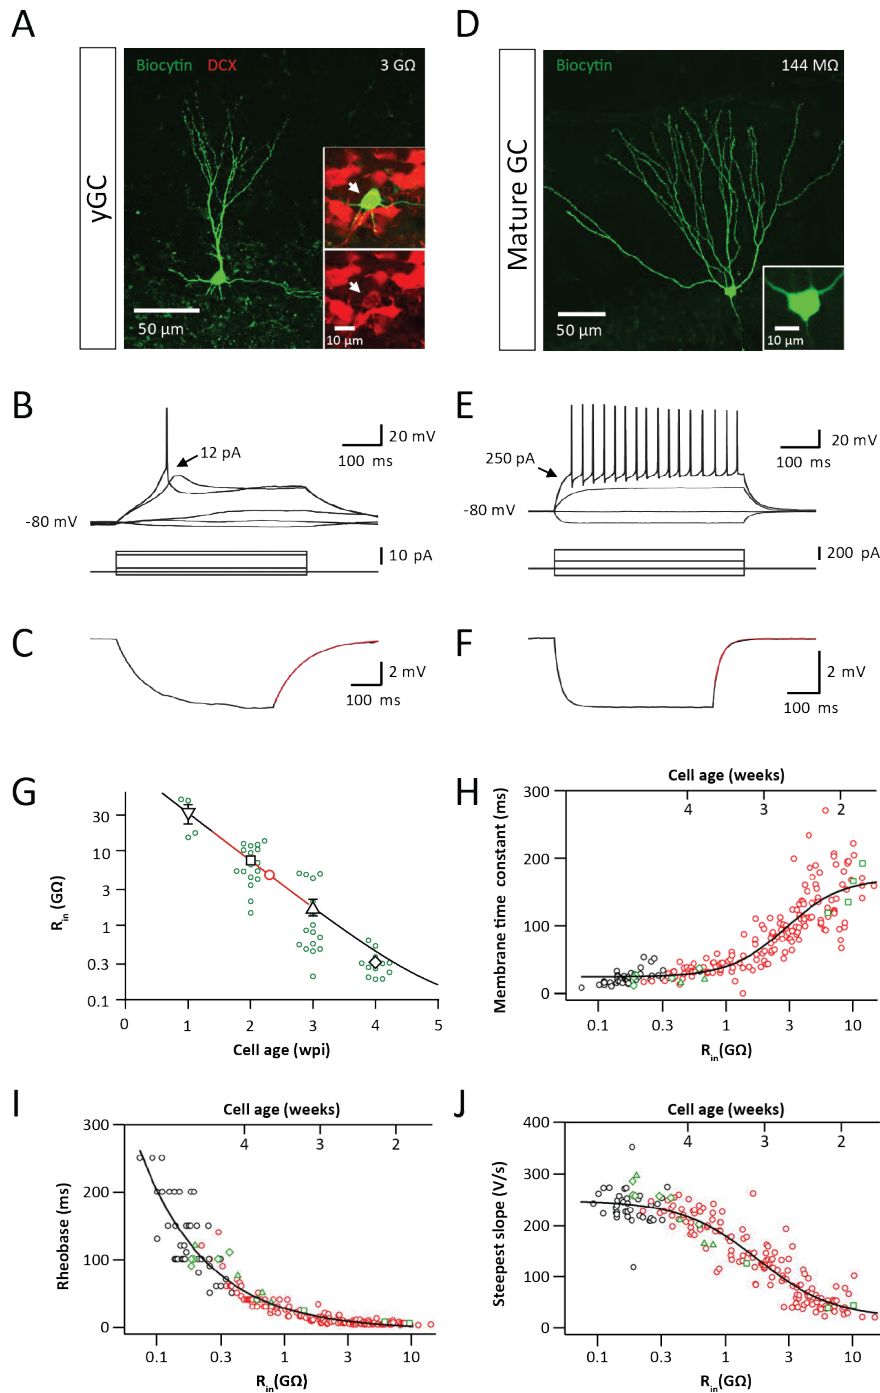 A
yGC
Biocytin DCX 3 GΩ
50 µm
10 µm
D
Mature GC
Biocytin 144 MΩ
50 µm
10 µm
B
12 pA
20 mV
100 ms
-80 mV
10 pA
E
250 pA
20 mV
100 ms
-80 mV
200 pA
C
2 mV
100 ms
F
2 mV
100 ms
G
30
10
3
1
0.3
0.1
R_in (GΩ)
0 1 2 3 4 5
Cell age (wpi)
H
Cell age (weeks)
4 3 2
300
200
100
0
Membrane time constant (ms)
0.1 0.3 1 3 10
R_in(GΩ)
I
Cell age (weeks)
4 3 2
300
200
100
0
Rheobase (ms)
0.1 0.3 1 3 10
R_in(GΩ)
J
Cell age (weeks)
4 3 2
400
300
200
100
0
Steepest slope (V/s)
0.1 0.3 1 3 10
R_in(GΩ)